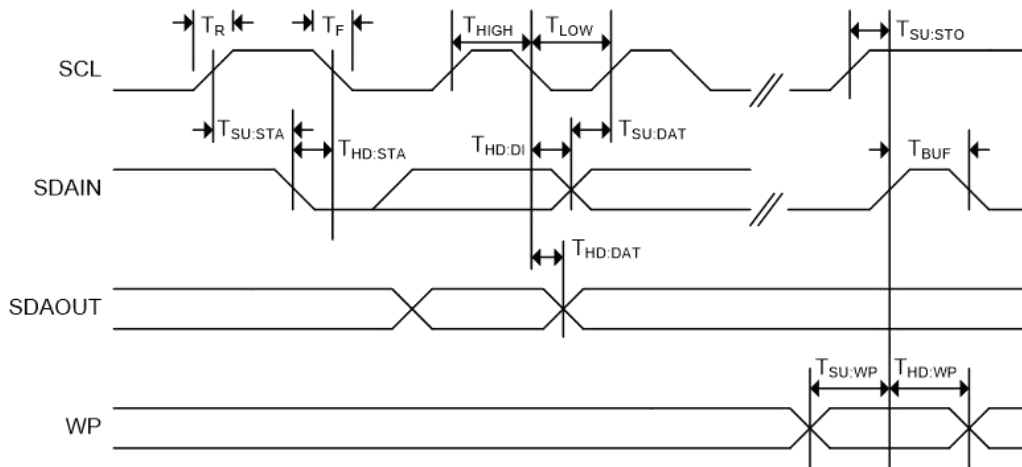 TR TF THIGH TLOW TSU:STO
SCL
TSU:STA THD:STA THD:DI TSU:DAT TBUF
SDAIN
THD:DAT
SDAOUT
TSU:WP THD:WP
WP